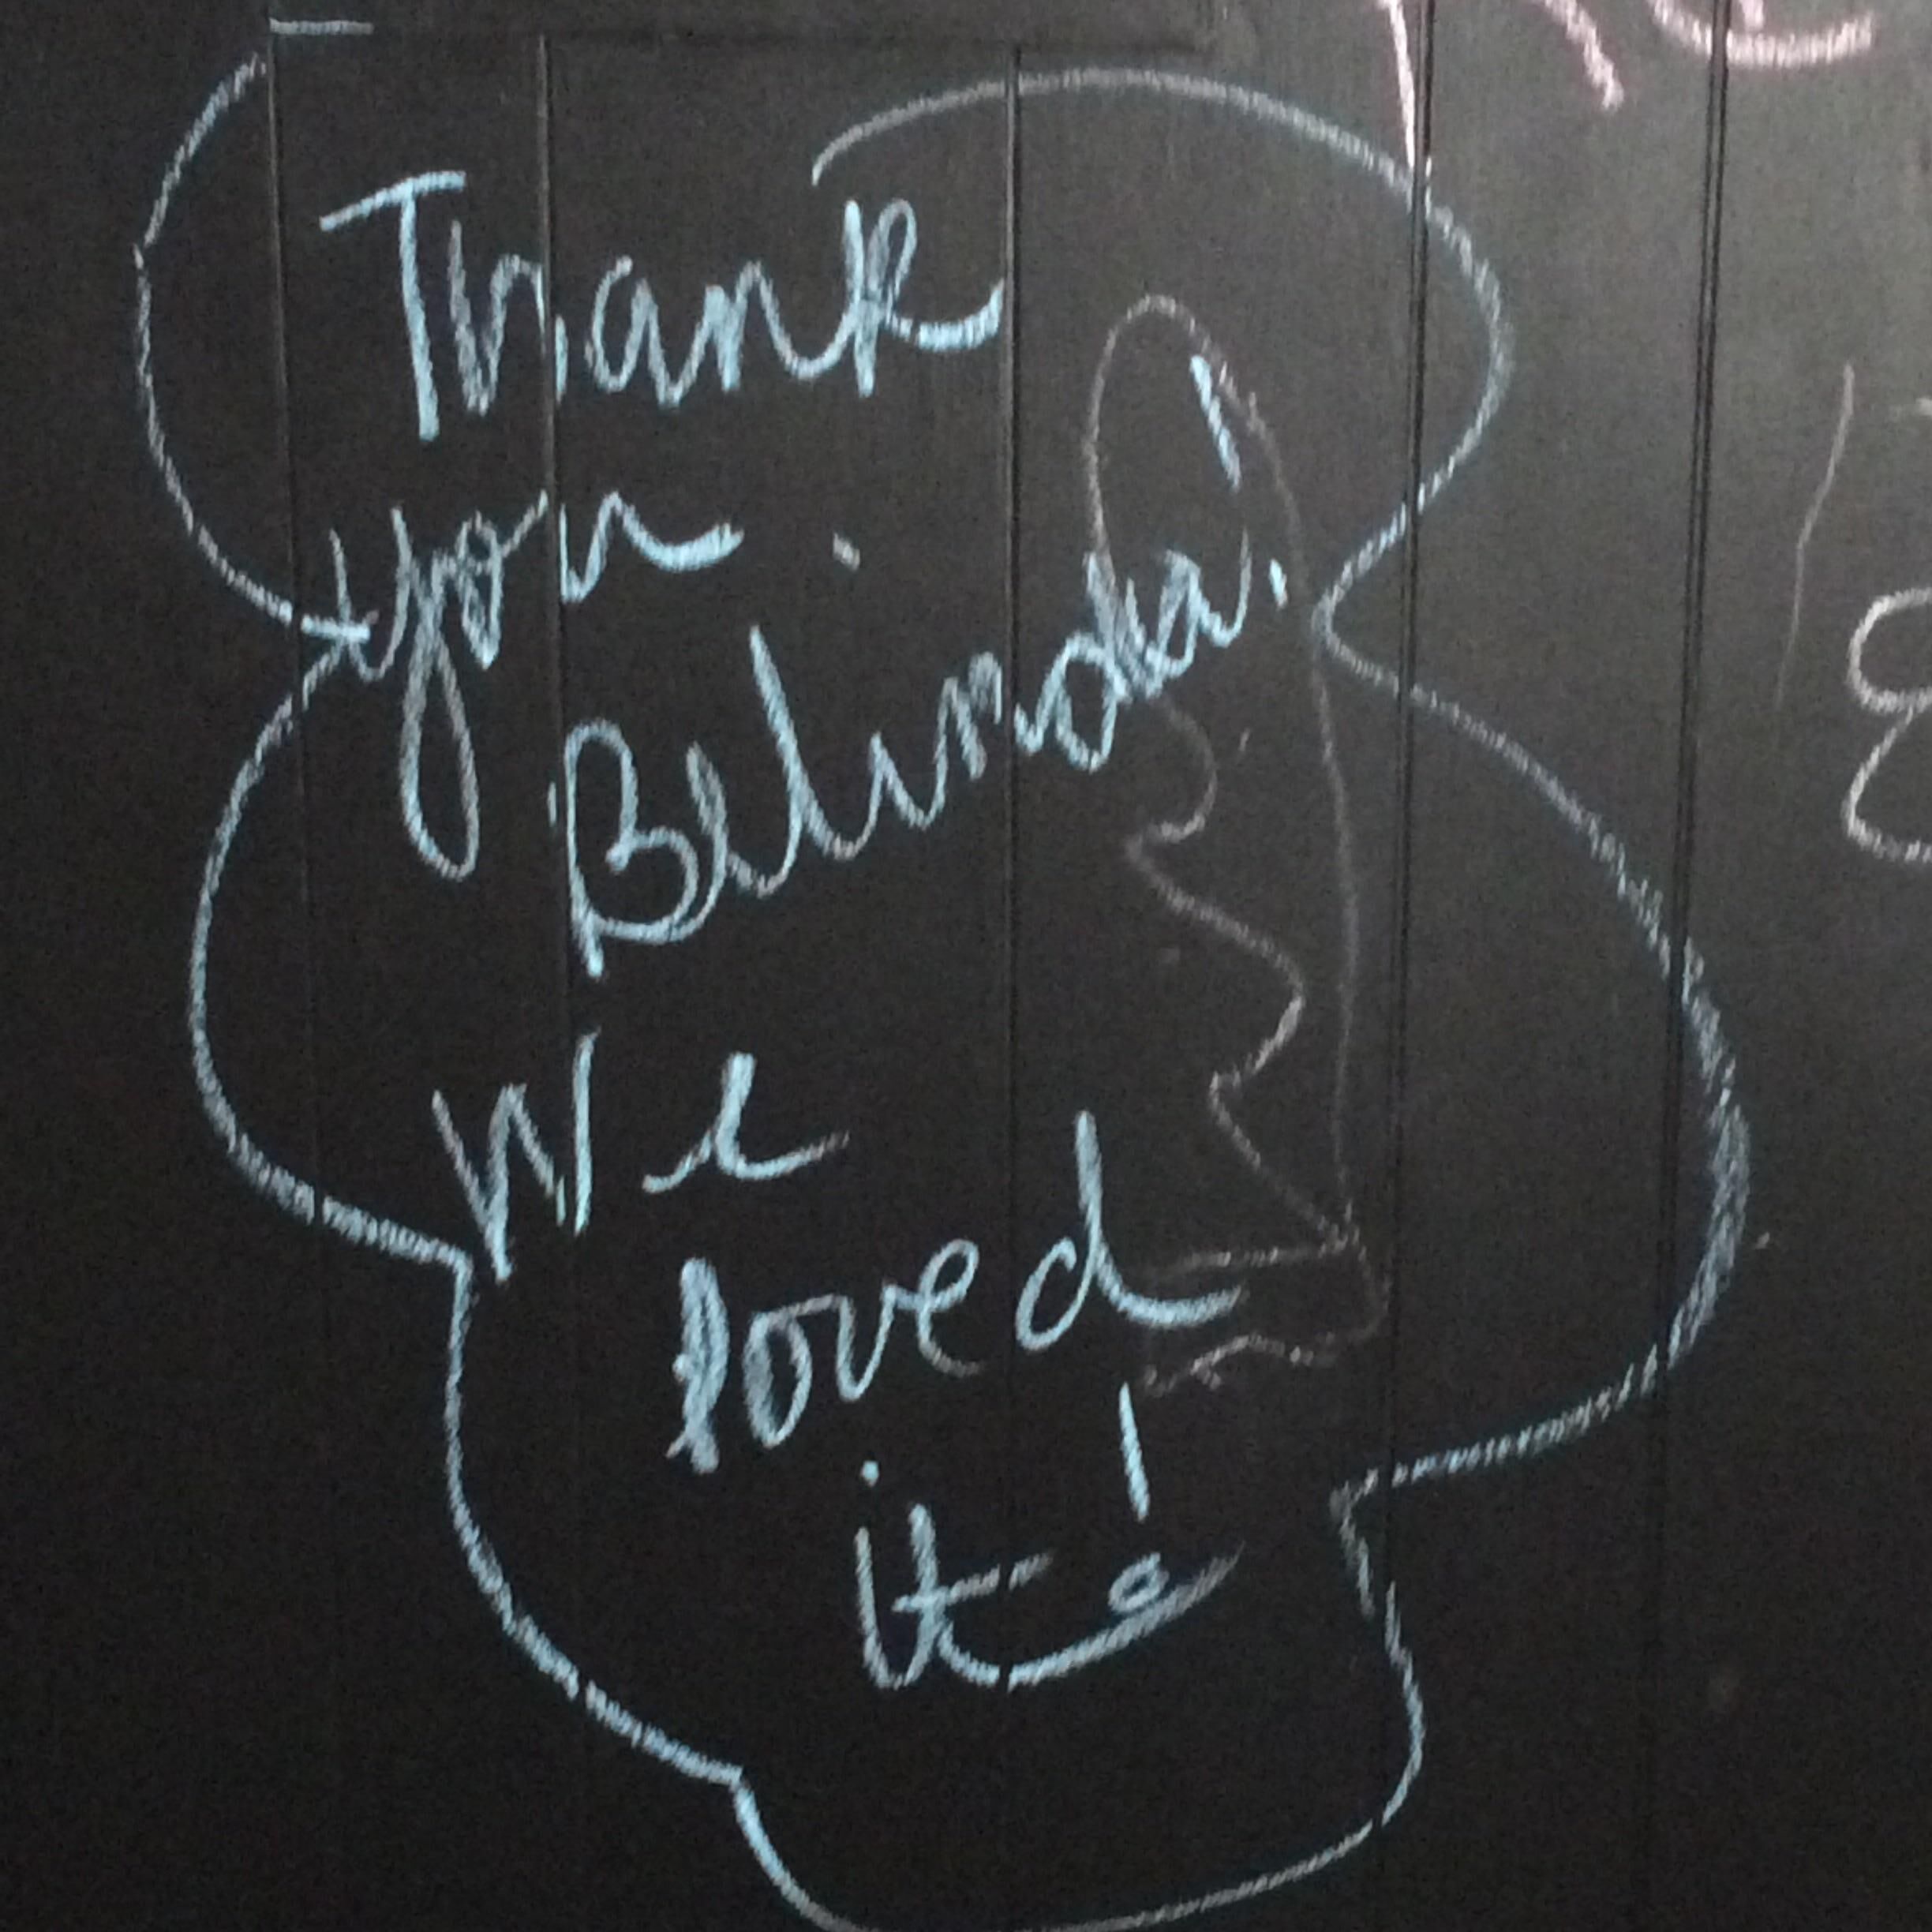 Thank
you
Belinda!
We
loved
it!